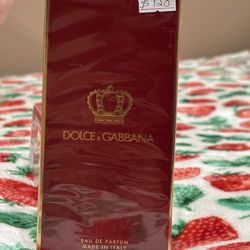 $120
DOLCE & GABBANA
EAU DE PARFUM
MADE IN ITALY